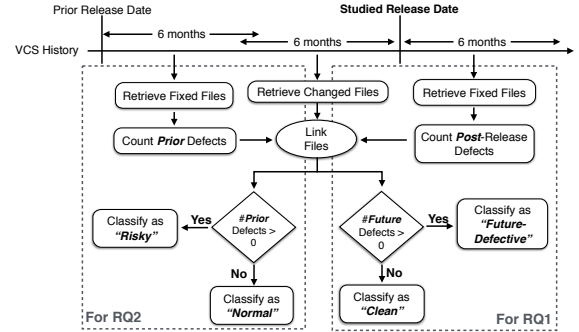 Prior Release Date
Studied Release Date
6 months
6 months
6 months
VCS History
Retrieve Fixed Files
Retrieve Changed Files
Retrieve Fixed Files
Count Prior Defects
Link
Files
Count Post-Release
Defects
Classify as
"Risky"
Yes
#Prior
Defects >
0
#Future
Defects >
0
Yes
Classify as
"Future-
Defective"
No
No
Classify as
"Normal"
Classify as
"Clean"
For RQ2
For RQ1